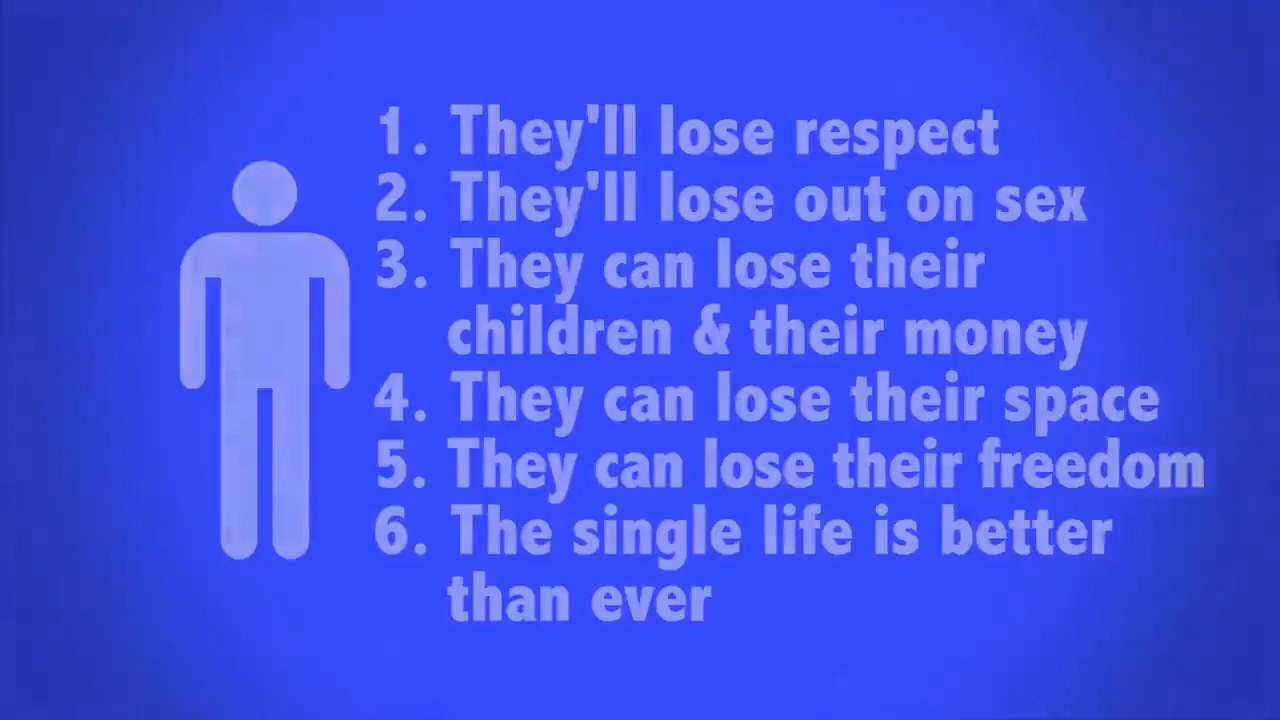 1. They'll lose respect
2. They'll lose out on sex
3. They can lose their
children & their money
4. They can lose their space
5. They can lose their freedom
6. The single life is better
than ever